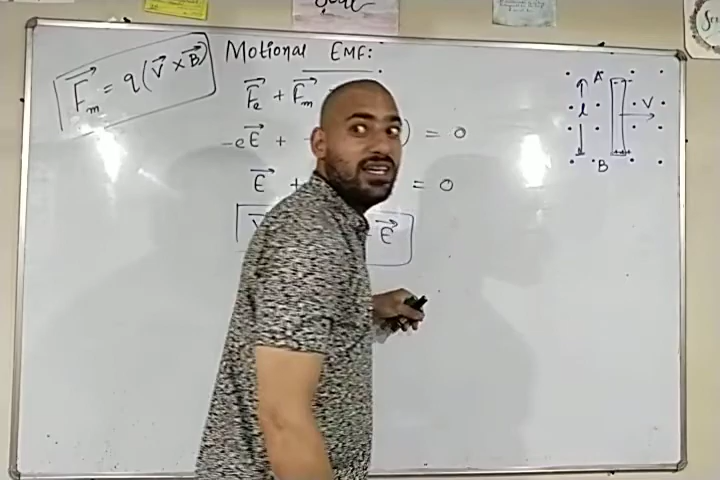 F⃗m = q(V⃗ × B⃗)
Motional EMF:
F⃗e + F⃗m
-eE⃗ + ) = 0
E⃗ + = 0
E⃗
A
l
V
B